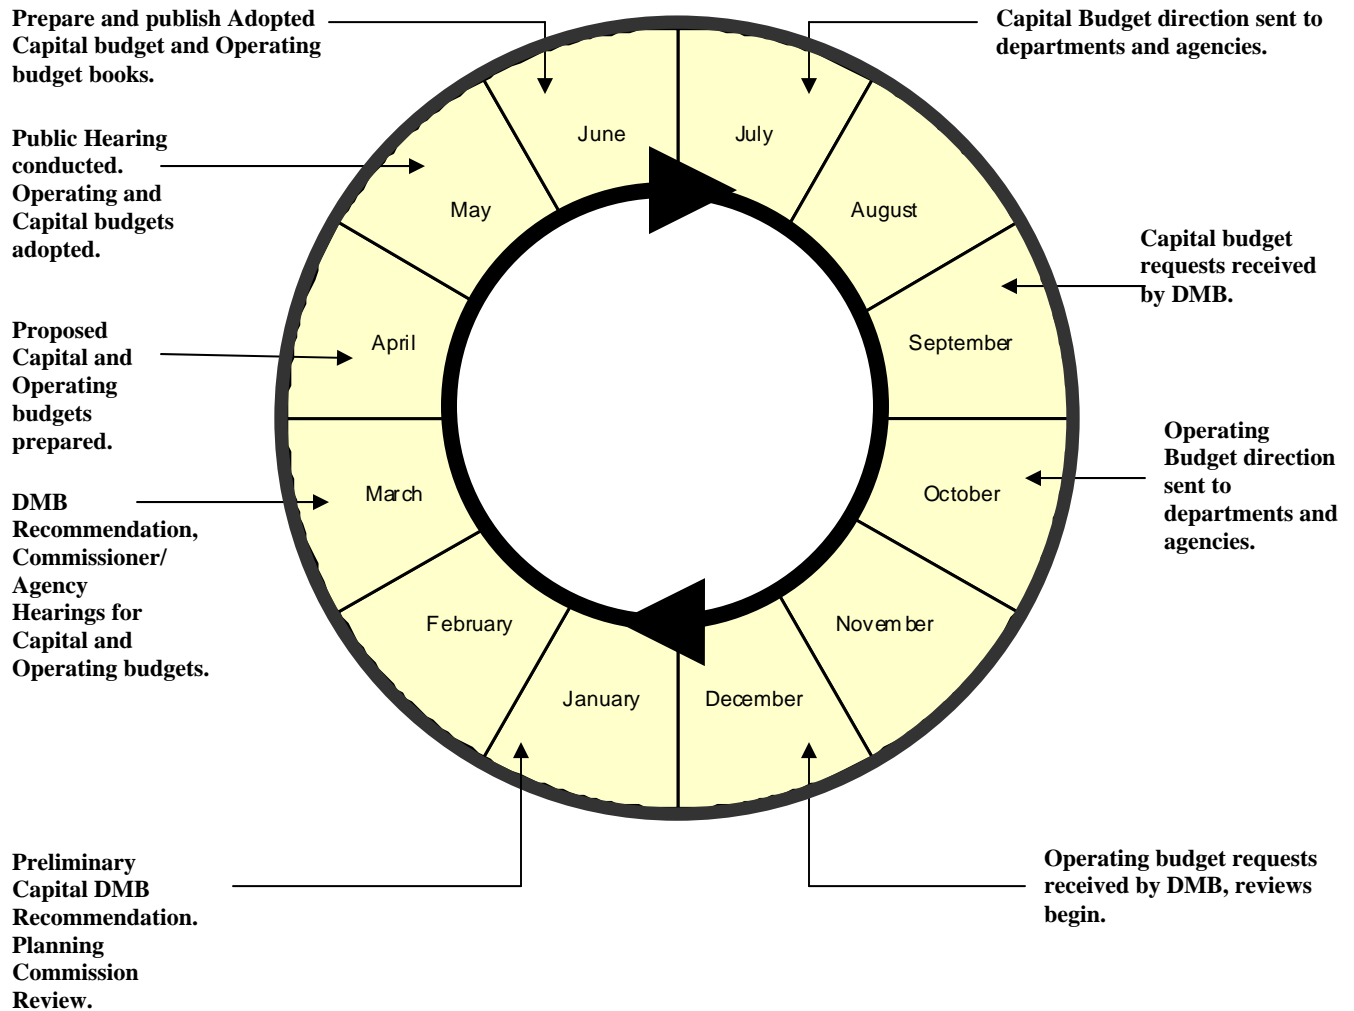 Prepare and publish Adopted
Capital budget and Operating
budget books.
Capital Budget direction sent to
departments and agencies.
Public Hearing
conducted.
Operating and
Capital budgets
adopted.
Capital budget
requests received
by DMB.
Proposed
Capital and
Operating
budgets
prepared.
Operating
Budget direction
sent to
departments and
agencies.
DMB
Recommendation,
Commissioner/
Agency
Hearings for
Capital and
Operating budgets.
Preliminary
Capital DMB
Recommendation.
Planning
Commission
Review.
Operating budget requests
received by DMB, reviews
begin.
June
July
May
August
April
September
March
October
February
November
January
December